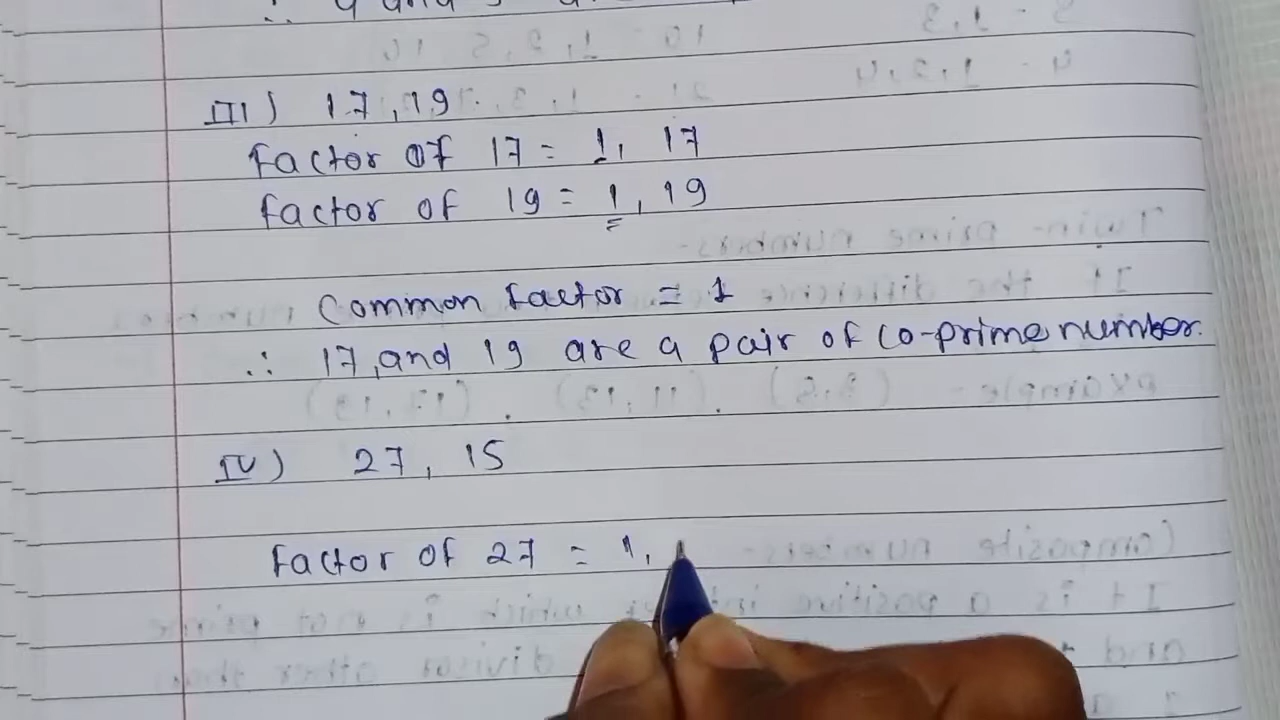 III) 17, 19.
factor of 17 = 1, 17
factor of 19 = 1, 19
Common factor = 1
∴ 17, and 19 are a pair of co-prime number.
IV) 27, 15
factor of 27 = 1,